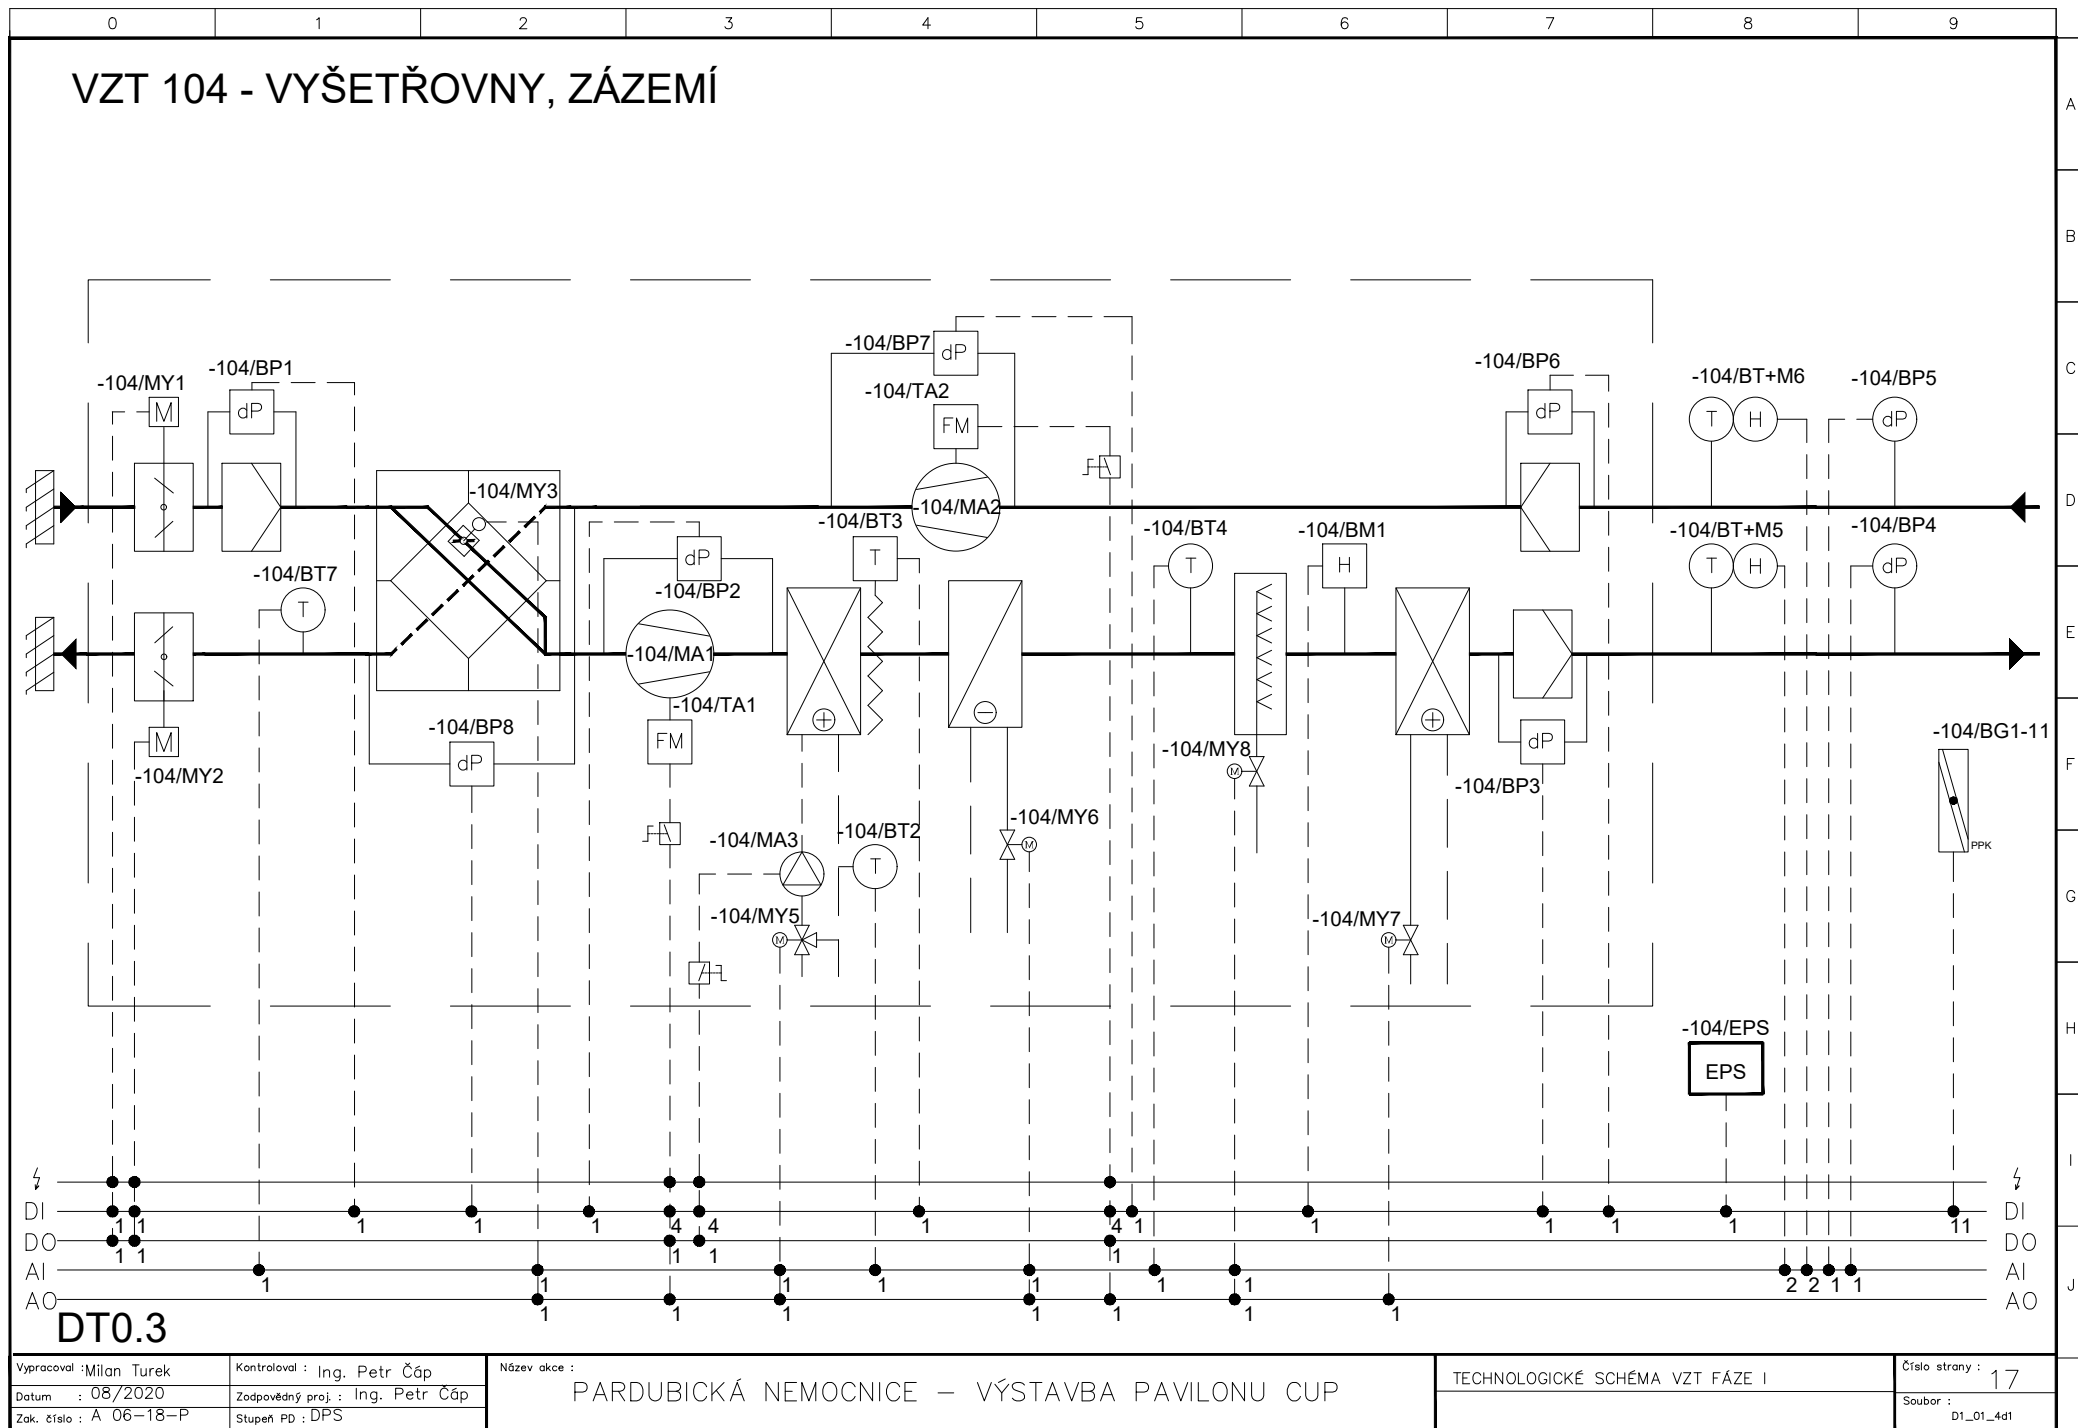 0 1 2 3 4 5 6 7 8 9
VZT 104 - VYŠETŘOVNY, ZÁZEMÍ
A
B
C
D
E
F
G
H
I
J
-104/BP7 dP
-104/BP1 dP
-104/MY1 M
-104/TA2 FM
-104/BP6 dP
-104/BT+M6 T H
-104/BP5 dP
-104/MY3
-104/MA2
-104/BT3 T
-104/BT4 T
-104/BM1 H
-104/BT+M5 T H
-104/BP4 dP
-104/BT7 T
dP -104/BP2
-104/MA1
-104/TA1 FM
-104/BP8 dP
M -104/MY2
-104/MY8 M
dP -104/BP3
-104/BG1-11
PPK
-104/MA3
-104/BT2 T
-104/MY6 M
-104/MY5 M
-104/MY7 M
-104/EPS
EPS
DI 1 1 1 1 1 4 4 1 4 1 1 1 1 1 11 DI
DO 1 1 1 1 1 DO
AI 1 1 1 1 1 1 1 2 2 1 1 AI
AO 1 1 1 1 1 1 1 AO
DT0.3
Vypracoval : Milan Turek
Datum : 08/2020
Zak. číslo : A 06-18-P
Kontroloval : Ing. Petr Čáp
Zodpovědný proj. : Ing. Petr Čáp
Stupeň PD : DPS
Název akce :
PARDUBICKÁ NEMOCNICE – VÝSTAVBA PAVILONU CUP
TECHNOLOGICKÉ SCHÉMA VZT FÁZE I
Číslo strany : 17
Soubor : D1_01_4d1